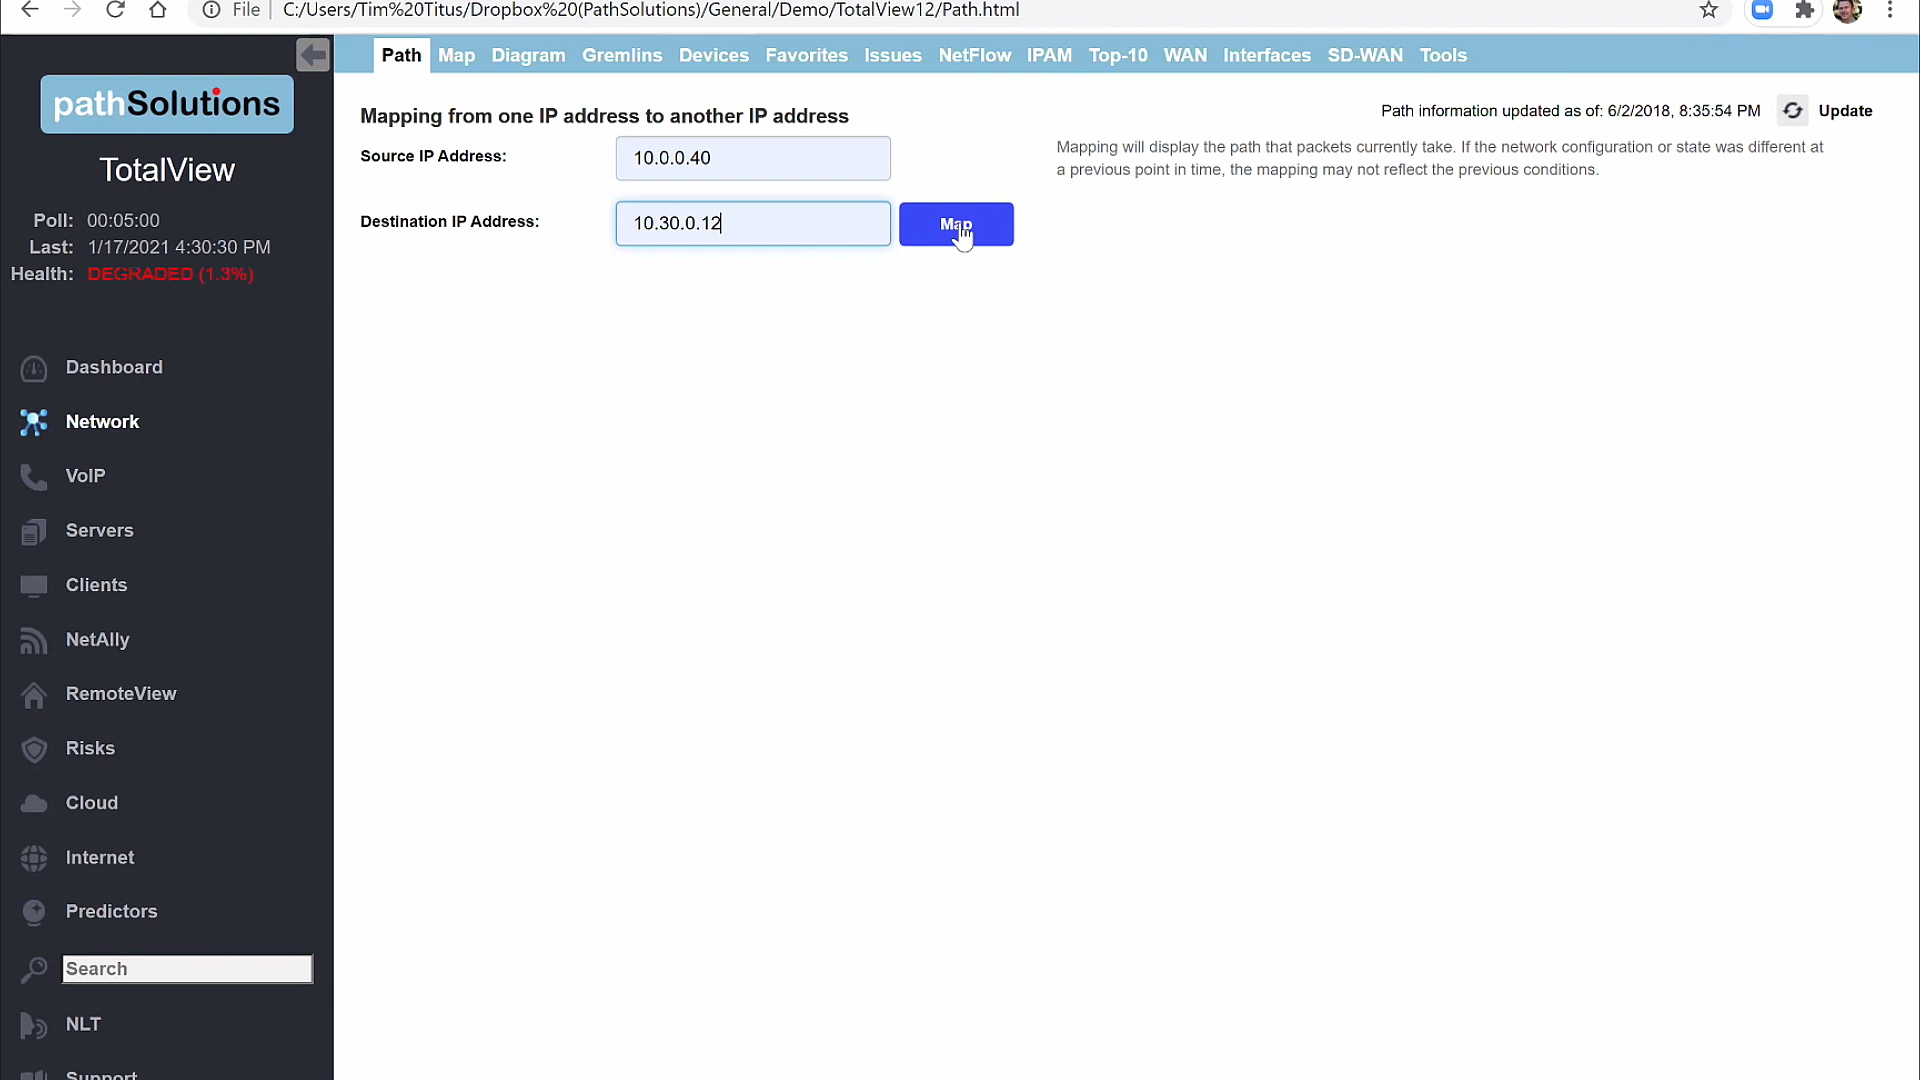 File C:/Users/Tim%20Titus/Dropbox%20(PathSolutions)/General/Demo/TotalView12/Path.html
Path Map Diagram Gremlins Devices Favorites Issues NetFlow IPAM Top-10 WAN Interfaces SD-WAN Tools
pathSolutions
TotalView
Poll: 00:05:00
Last: 1/17/2021 4:30:30 PM
Health: DEGRADED (1.3%)
Dashboard
Network
VoIP
Servers
Clients
NetAlly
RemoteView
Risks
Cloud
Internet
Predictors
Search
NLT
Support
Mapping from one IP address to another IP address
Source IP Address: 10.0.0.40
Destination IP Address: 10.30.0.12 Map
Path information updated as of: 6/2/2018, 8:35:54 PM Update
Mapping will display the path that packets currently take. If the network configuration or state was different at
a previous point in time, the mapping may not reflect the previous conditions.